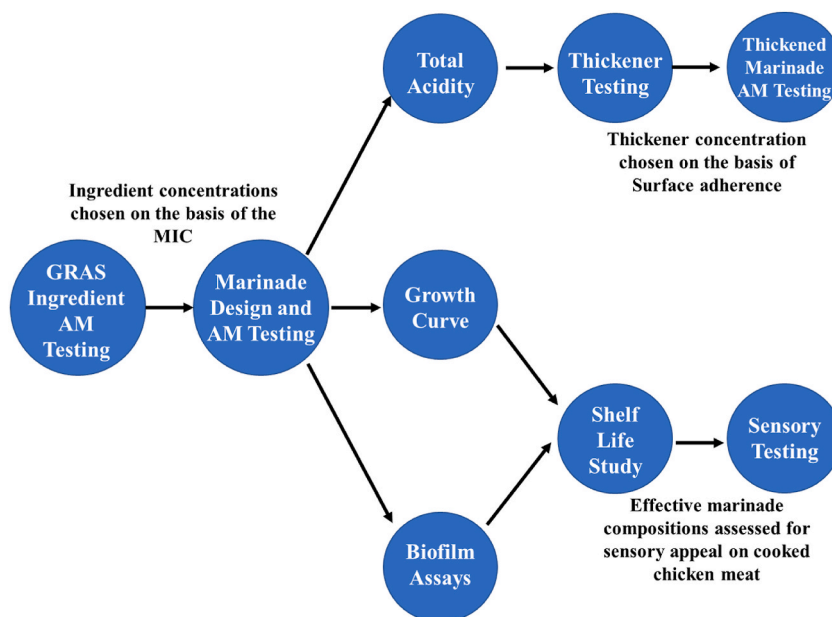 Total
Acidity
Thickener
Testing
Thickened
Marinade
AM Testing
Thickener concentration
chosen on the basis of
Surface adherence
Ingredient concentrations
chosen on the basis of the
MIC
GRAS
Ingredient
AM
Testing
Marinade
Design and
AM Testing
Growth
Curve
Shelf
Life
Study
Sensory
Testing
Effective marinade
compositions assessed for
sensory appeal on cooked
chicken meat
Biofilm
Assays